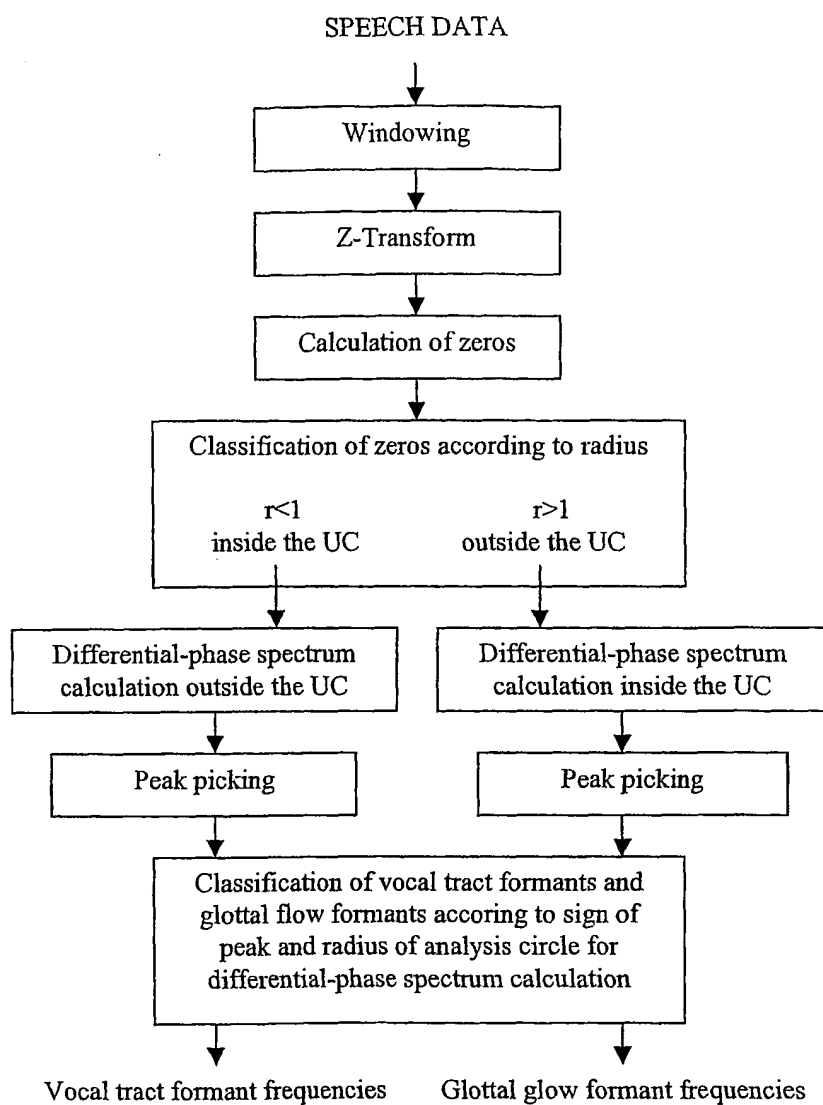 SPEECH DATA
Windowing
Z-Transform
Calculation of zeros
Classification of zeros according to radius
r<1
inside the UC
r>1
outside the UC
Differential-phase spectrum
calculation outside the UC
Differential-phase spectrum
calculation inside the UC
Peak picking
Peak picking
Classification of vocal tract formants and
glottal flow formants accoring to sign of
peak and radius of analysis circle for
differential-phase spectrum calculation
Vocal tract formant frequencies
Glottal glow formant frequencies